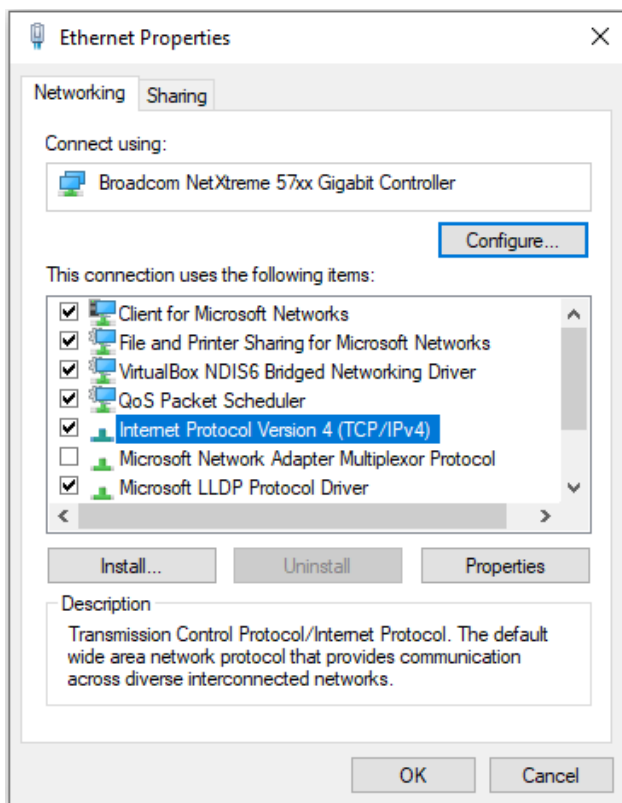 Ethernet Properties
Networking
Sharing
Connect using:
Broadcom NetXtreme 57xx Gigabit Controller
Configure...
This connection uses the following items:
Client for Microsoft Networks
File and Printer Sharing for Microsoft Networks
VirtualBox NDIS6 Bridged Networking Driver
QoS Packet Scheduler
Internet Protocol Version 4 (TCP/IPv4)
Microsoft Network Adapter Multiplexor Protocol
Microsoft LLDP Protocol Driver
Install...
Uninstall
Properties
Description
Transmission Control Protocol/Internet Protocol. The default
wide area network protocol that provides communication
across diverse interconnected networks.
OK
Cancel